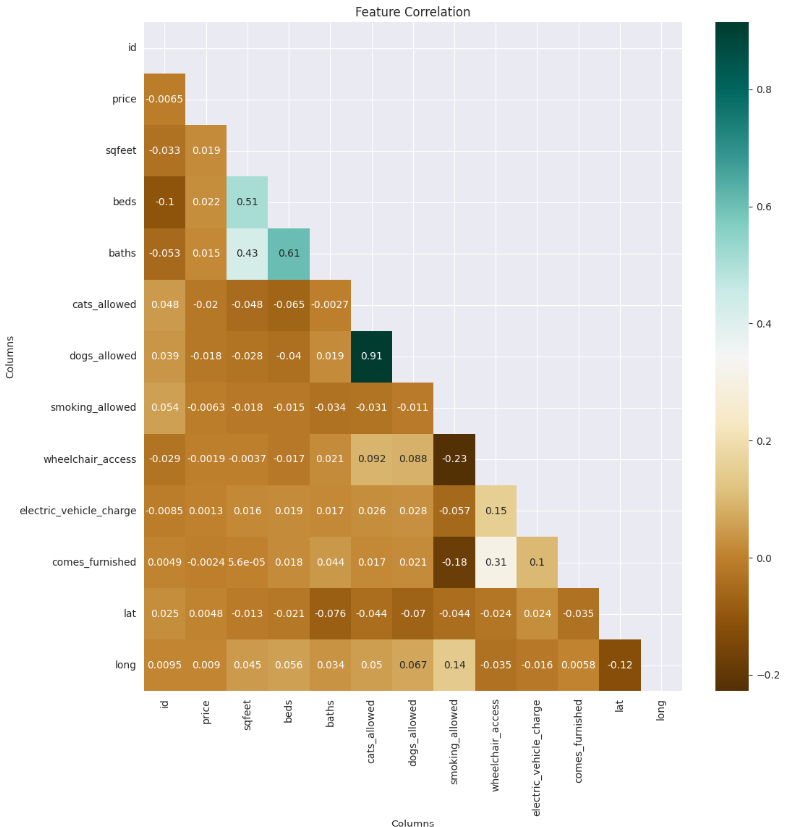 Feature Correlation
id
price -0.0065
sqfeet -0.033 0.019
beds -0.1 0.022 0.51
baths -0.053 0.015 0.43 0.61
cats_allowed 0.048 -0.02 -0.048 -0.065 -0.0027
dogs_allowed 0.039 -0.018 -0.028 -0.04 0.019 0.91
smoking_allowed 0.054 -0.0063 -0.018 -0.015 -0.034 -0.031 -0.011
wheelchair_access -0.029 -0.0019 -0.0037 -0.017 0.021 0.092 0.088 -0.23
electric_vehicle_charge -0.0085 0.0013 0.016 0.019 0.017 0.026 0.028 -0.057 0.15
comes_furnished 0.0049 -0.0024 5.6e-05 0.018 0.044 0.017 0.021 -0.18 0.31 0.1
lat 0.025 0.0048 -0.013 -0.021 -0.076 -0.044 -0.07 -0.044 -0.024 0.024 -0.035
long 0.0095 0.009 0.045 0.056 0.034 0.05 0.067 0.14 -0.035 -0.016 0.0058 -0.12
Columns
id
price
sqfeet
beds
baths
cats_allowed
dogs_allowed
smoking_allowed
wheelchair_access
electric_vehicle_charge
comes_furnished
lat
long
Columns
0.8
0.6
0.4
0.2
0.0
−0.2